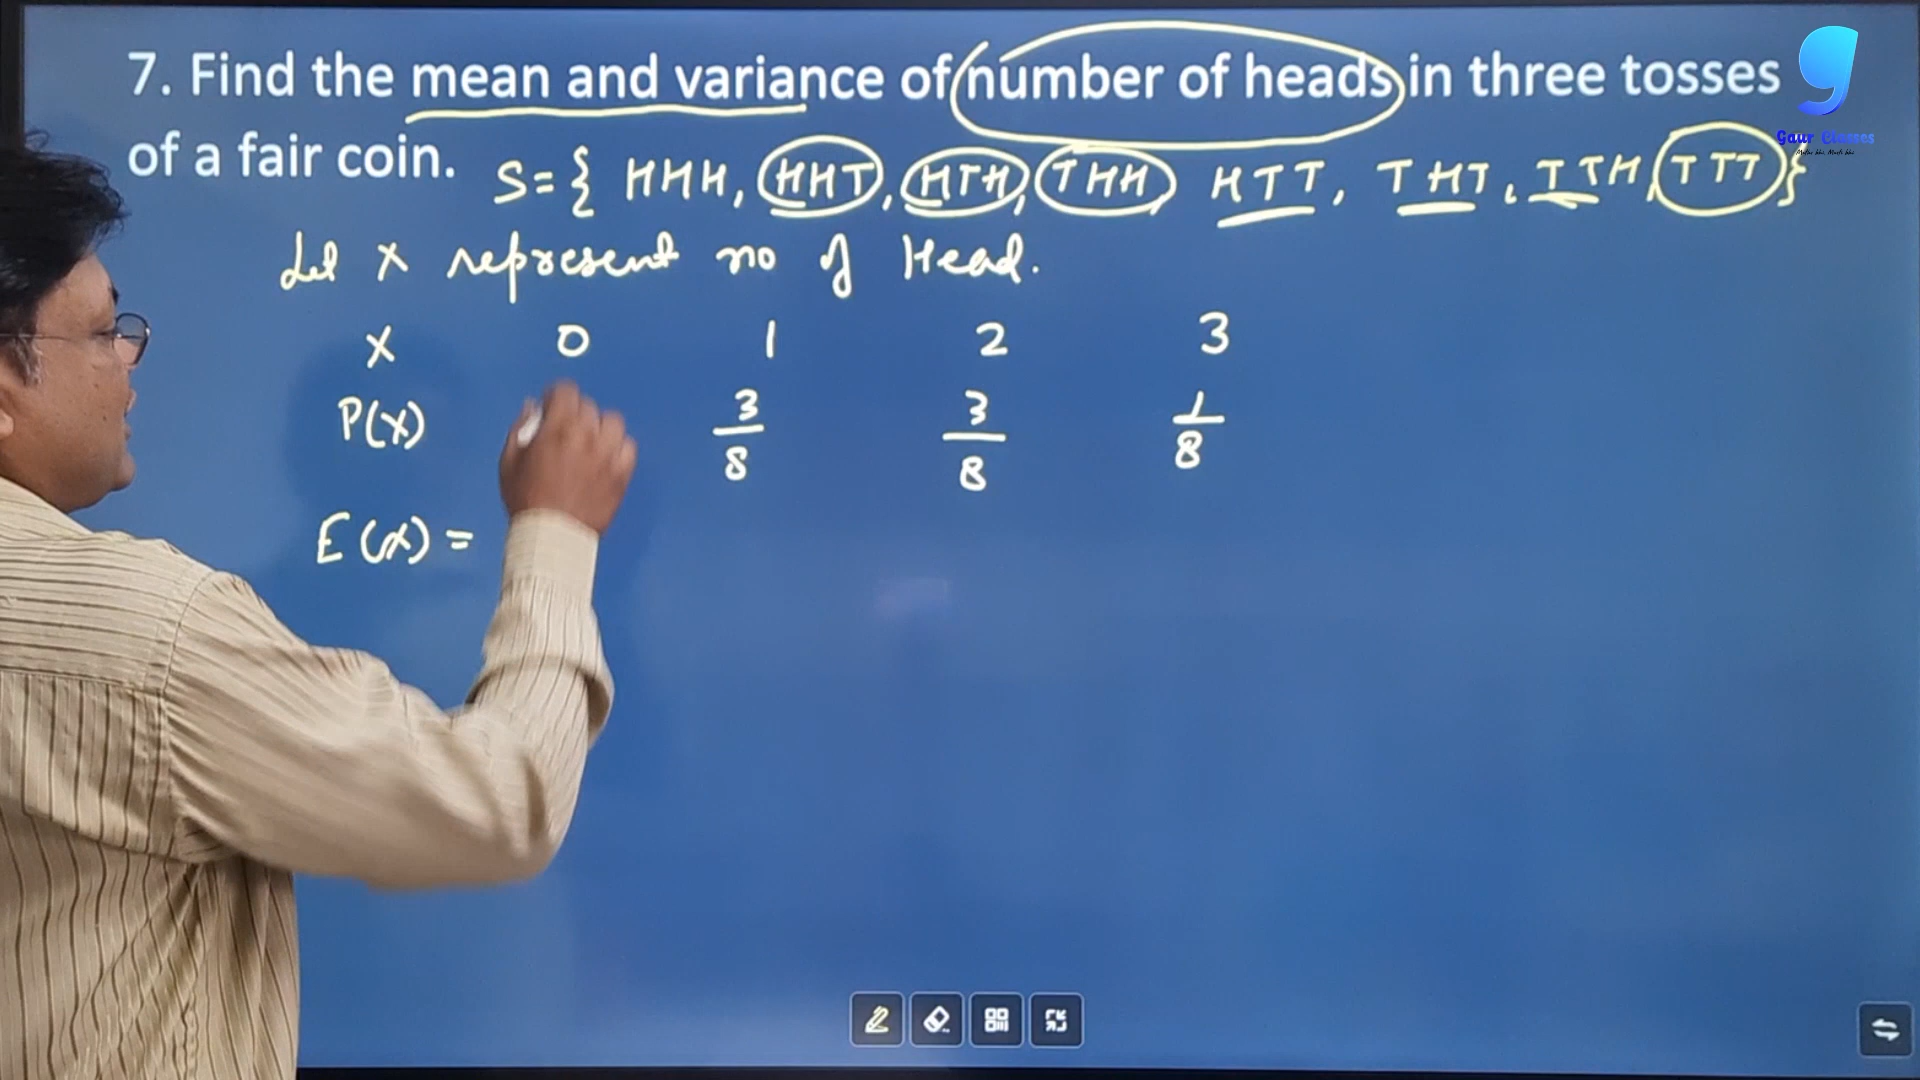 7. Find the mean and variance of number of heads in three tosses
of a fair coin. S={ HHH, HHT, HTH, THH, HTT, THT, TTH, TTT }
Gaur Classes
Let X represent no of Head.
X 0 1 2 3
P(X) 3/8 3/8 1/8
E(X) =